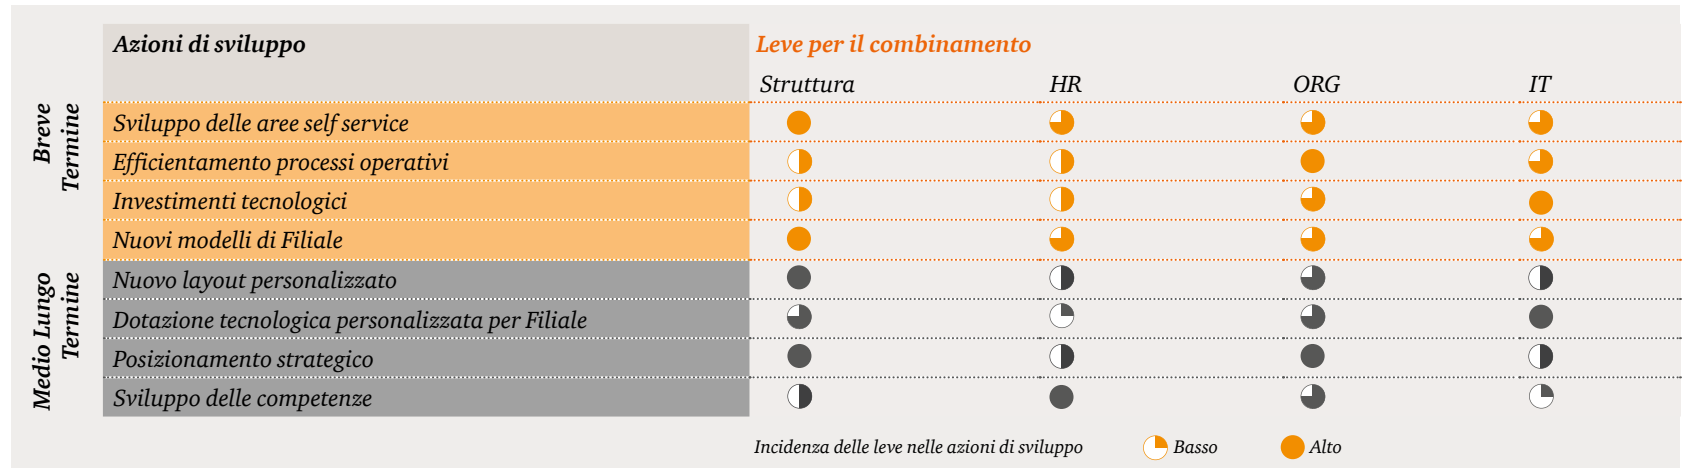 Azioni di sviluppo
Leve per il combinamento
Struttura HR ORG IT
Breve
Termine
Sviluppo delle aree self service
Efficientamento processi operativi
Investimenti tecnologici
Nuovi modelli di Filiale
Medio Lungo
Termine
Nuovo layout personalizzato
Dotazione tecnologica personalizzata per Filiale
Posizionamento strategico
Sviluppo delle competenze
Incidenza delle leve nelle azioni di sviluppo Basso Alto